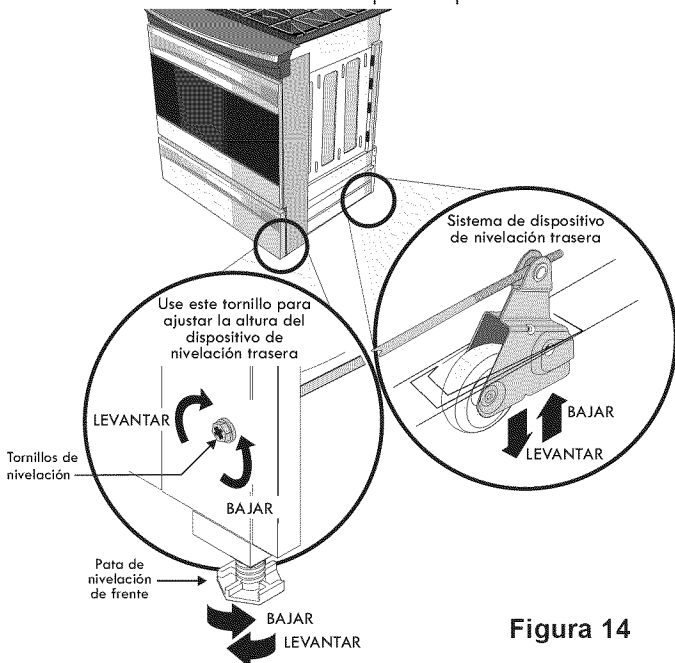 Sistema de dispositivo
de nivelación trasera
Use este tornillo para
ajustar la altura del
dispositivo de
nivelación trasera
LEVANTAR
BAJAR
Tornillos de
nivelación
BAJAR
LEVANTAR
Pata de
nivelación
de frente
BAJAR
LEVANTAR
Figura 14